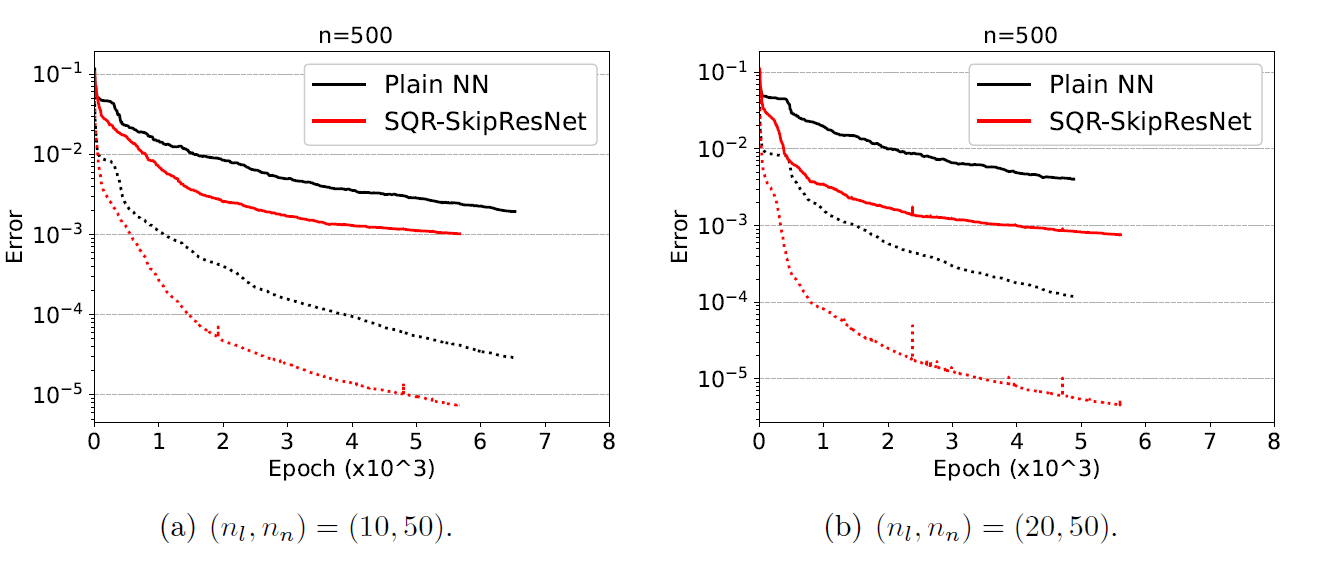 n=500
Plain NN
SQR-SkipResNet
Error
10^{-1}
10^{-2}
10^{-3}
10^{-4}
10^{-5}
0 1 2 3 4 5 6 7 8
Epoch (x10^3)
(a) (n_l, n_n) = (10, 50).
n=500
Plain NN
SQR-SkipResNet
Error
10^{-1}
10^{-2}
10^{-3}
10^{-4}
10^{-5}
0 1 2 3 4 5 6 7 8
Epoch (x10^3)
(b) (n_l, n_n) = (20, 50).